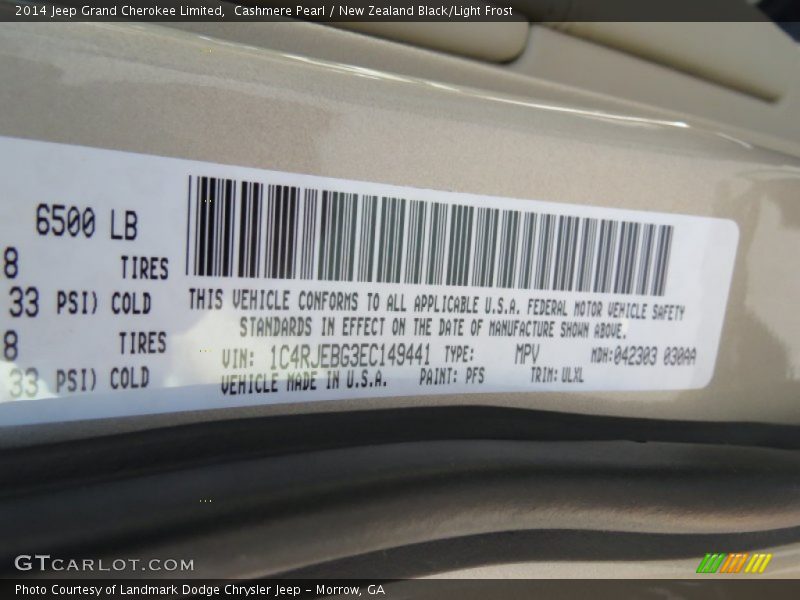 2014 Jeep Grand Cherokee Limited, Cashmere Pearl / New Zealand Black/Light Frost
6500 LB
8 TIRES
33 PSI) COLD
8 TIRES
33 PSI) COLD
THIS VEHICLE CONFORMS TO ALL APPLICABLE U.S.A. FEDERAL MOTOR VEHICLE SAFETY
STANDARDS IN EFFECT ON THE DATE OF MANUFACTURE SHOWN ABOVE.
VIN: 1C4RJEBG3EC149441 TYPE: MPV MDH:042303 030AA
VEHICLE MADE IN U.S.A. PAINT: PFS TRIM: ULXL
GTCARLOT.COM
Photo Courtesy of Landmark Dodge Chrysler Jeep – Morrow, GA